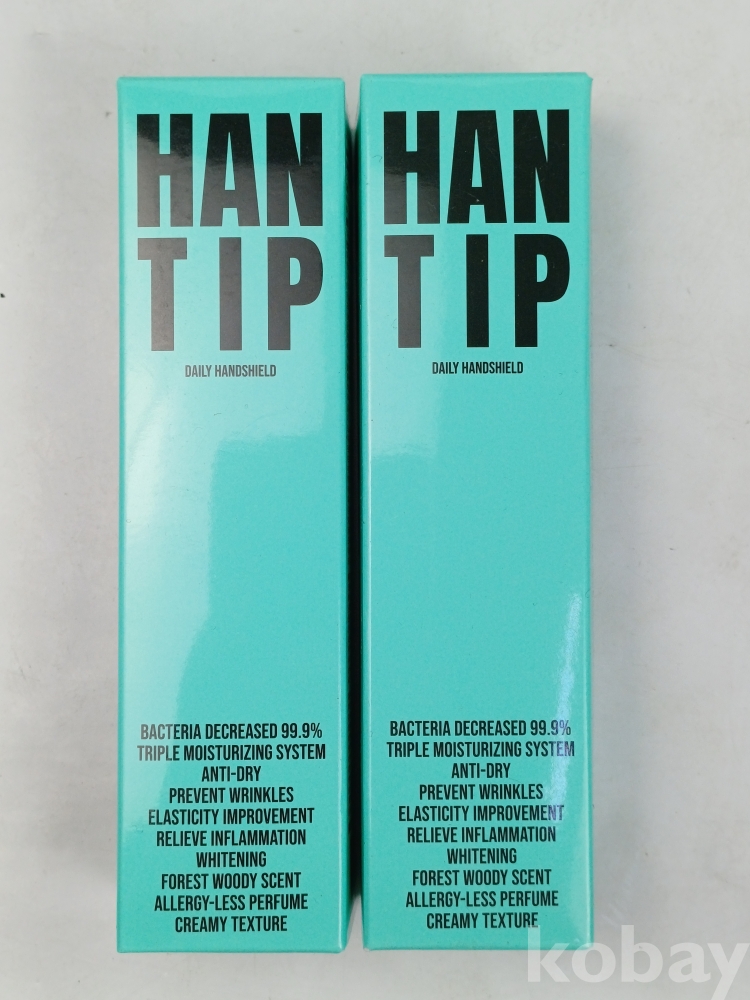 HAN
TIP
DAILY HANDSHIELD
BACTERIA DECREASED 99.9%
TRIPLE MOISTURIZING SYSTEM
ANTI-DRY
PREVENT WRINKLES
ELASTICITY IMPROVEMENT
RELIEVE INFLAMMATION
WHITENING
FOREST WOODY SCENT
ALLERGY-LESS PERFUME
CREAMY TEXTURE
HAN
TIP
DAILY HANDSHIELD
BACTERIA DECREASED 99.9%
TRIPLE MOISTURIZING SYSTEM
ANTI-DRY
PREVENT WRINKLES
ELASTICITY IMPROVEMENT
RELIEVE INFLAMMATION
WHITENING
FOREST WOODY SCENT
ALLERGY-LESS PERFUME
CREAMY TEXTURE
kobay